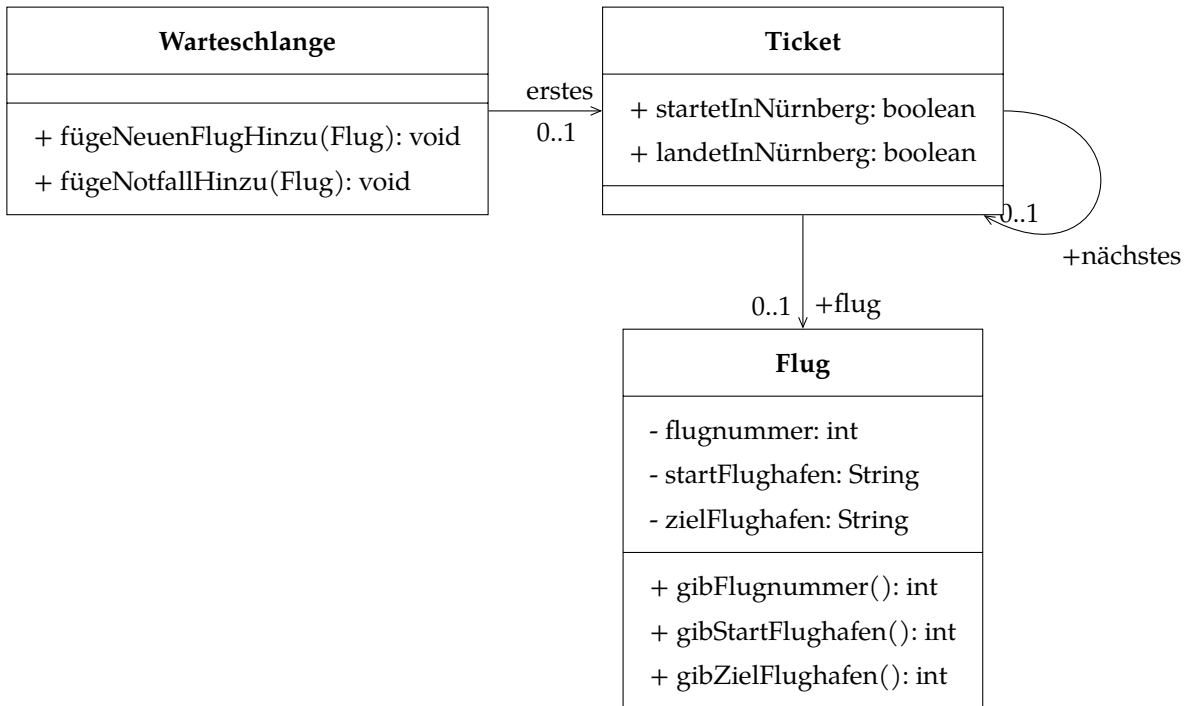 Warteschlange
+ fügeNeuenFlugHinzu(Flug): void
+ fügeNotfallHinzu(Flug): void
erstes
0..1
Ticket
+ startetInNürnberg: boolean
+ landetInNürnberg: boolean
0..1
+nächstes
0..1 +flug
Flug
- flugnummer: int
- startFlughafen: String
- zielFlughafen: String
+ gibFlugnummer(): int
+ gibStartFlughafen(): int
+ gibZielFlughafen(): int